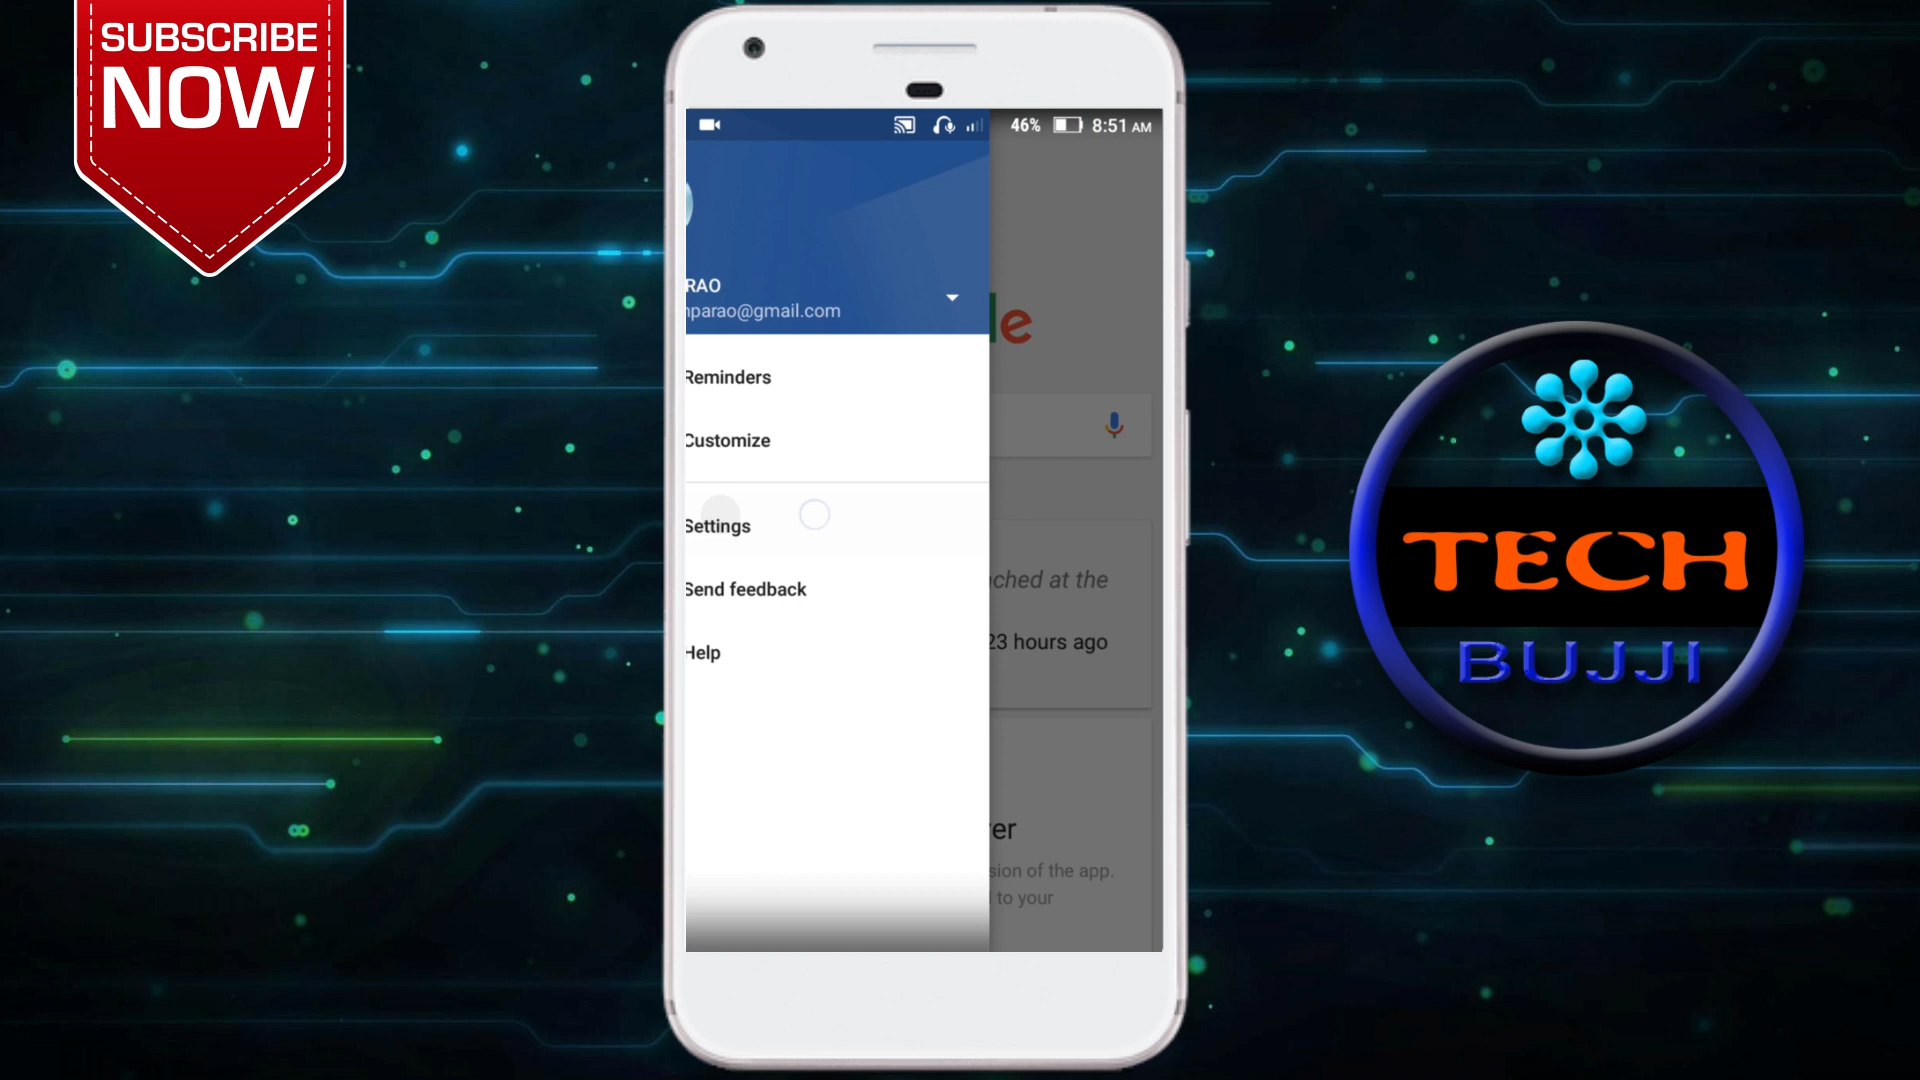 SUBSCRIBE
NOW
46% 8:51 AM
RAO
parao@gmail.com
Reminders
Customize
Settings
Send feedback
Help
le
ched at the
23 hours ago
er
sion of the app.
to your
TECH
BUJJI